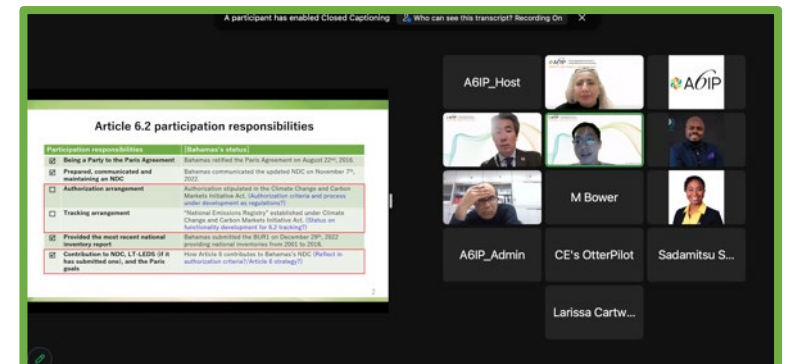 A participant has enabled Closed Captioning
Who can see this transcript? Recording On
Article 6.2 participation responsibilities
Participation responsibilities [Bahamas's status]
Being a Party to the Paris Agreement Bahamas ratified the Paris Agreement on August 22nd, 2016.
Prepared, communicated and Bahamas communicated the updated NDC on November 7th,
maintaining an NDC 2022.
Authorization arrangement Authorization stipulated in the Climate Change and Carbon
Markets Initiative Act. (Authorization criteria and process
under development as regulations?)
Tracking arrangement "National Emissions Registry" established under Climate
Change and Carbon Markets Initiative Act. (Status on
functionality development for 6.2 tracking?)
Provided the most recent national Bahamas submitted the BUR1 on December 29th, 2022
inventory report providing national inventories from 2001 to 2018.
Contribution to NDC, LT-LEDS (if it How Article 6 contributes to Bahamas's NDC (Reflect in
has submitted one), and the Paris authorization criteria?/Article 6 strategy?)
goals
2
A6IP_Host
A6IP
M Bower
A6IP_Admin
CE's OtterPilot
Sadamitsu S...
Larissa Cartw...